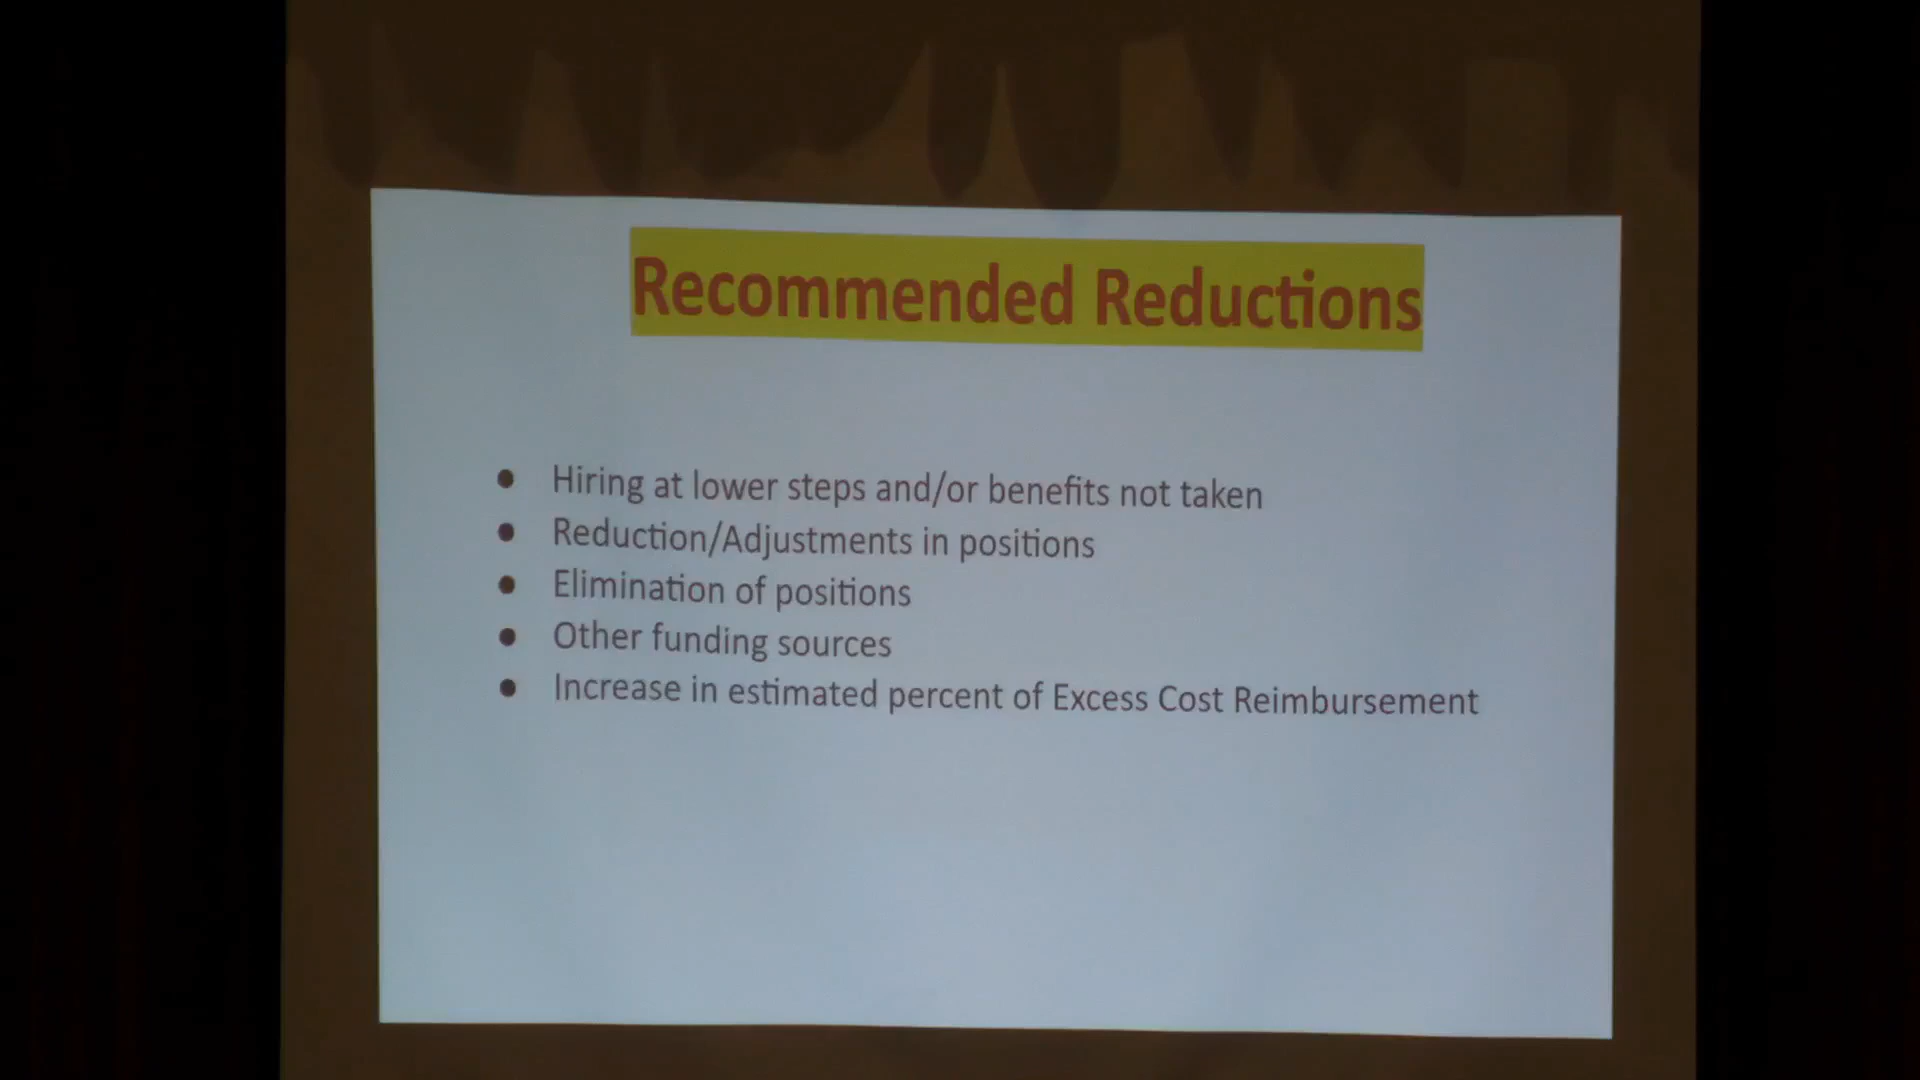 Recommended Reductions
● Hiring at lower steps and/or benefits not taken
● Reduction/Adjustments in positions
● Elimination of positions
● Other funding sources
● Increase in estimated percent of Excess Cost Reimbursement